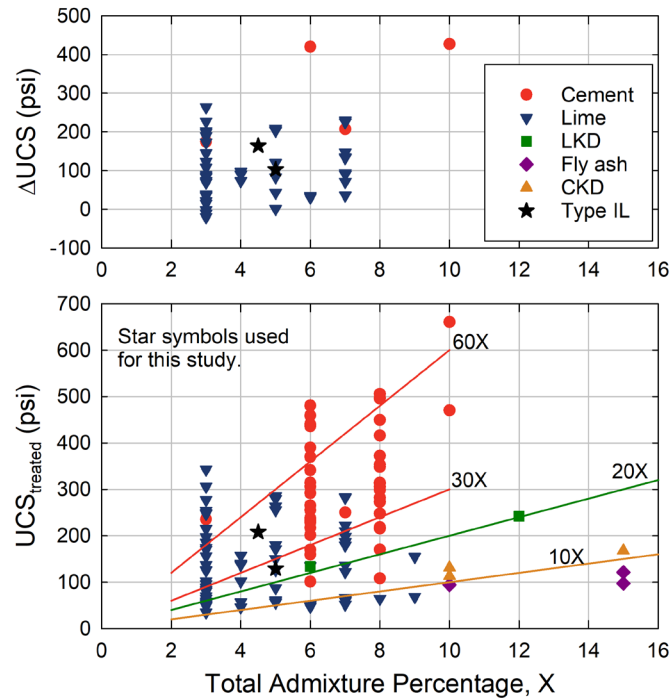 500
400
300
200
100
0
-100
ΔUCS (psi)
Cement
Lime
LKD
Fly ash
CKD
Type IL
0 2 4 6 8 10 12 14 16
700
600
500
400
300
200
100
0
UCStreated (psi)
Star symbols used
for this study.
60X
30X
20X
10X
0 2 4 6 8 10 12 14 16
Total Admixture Percentage, X